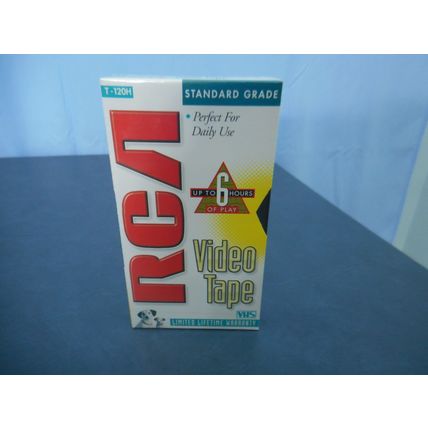 T-120H
STANDARD GRADE
• Perfect For
Daily Use
RCA
UP TO 6 HOURS
OF PLAY
Video
Tape
VHS
LIMITED LIFETIME WARRANTY